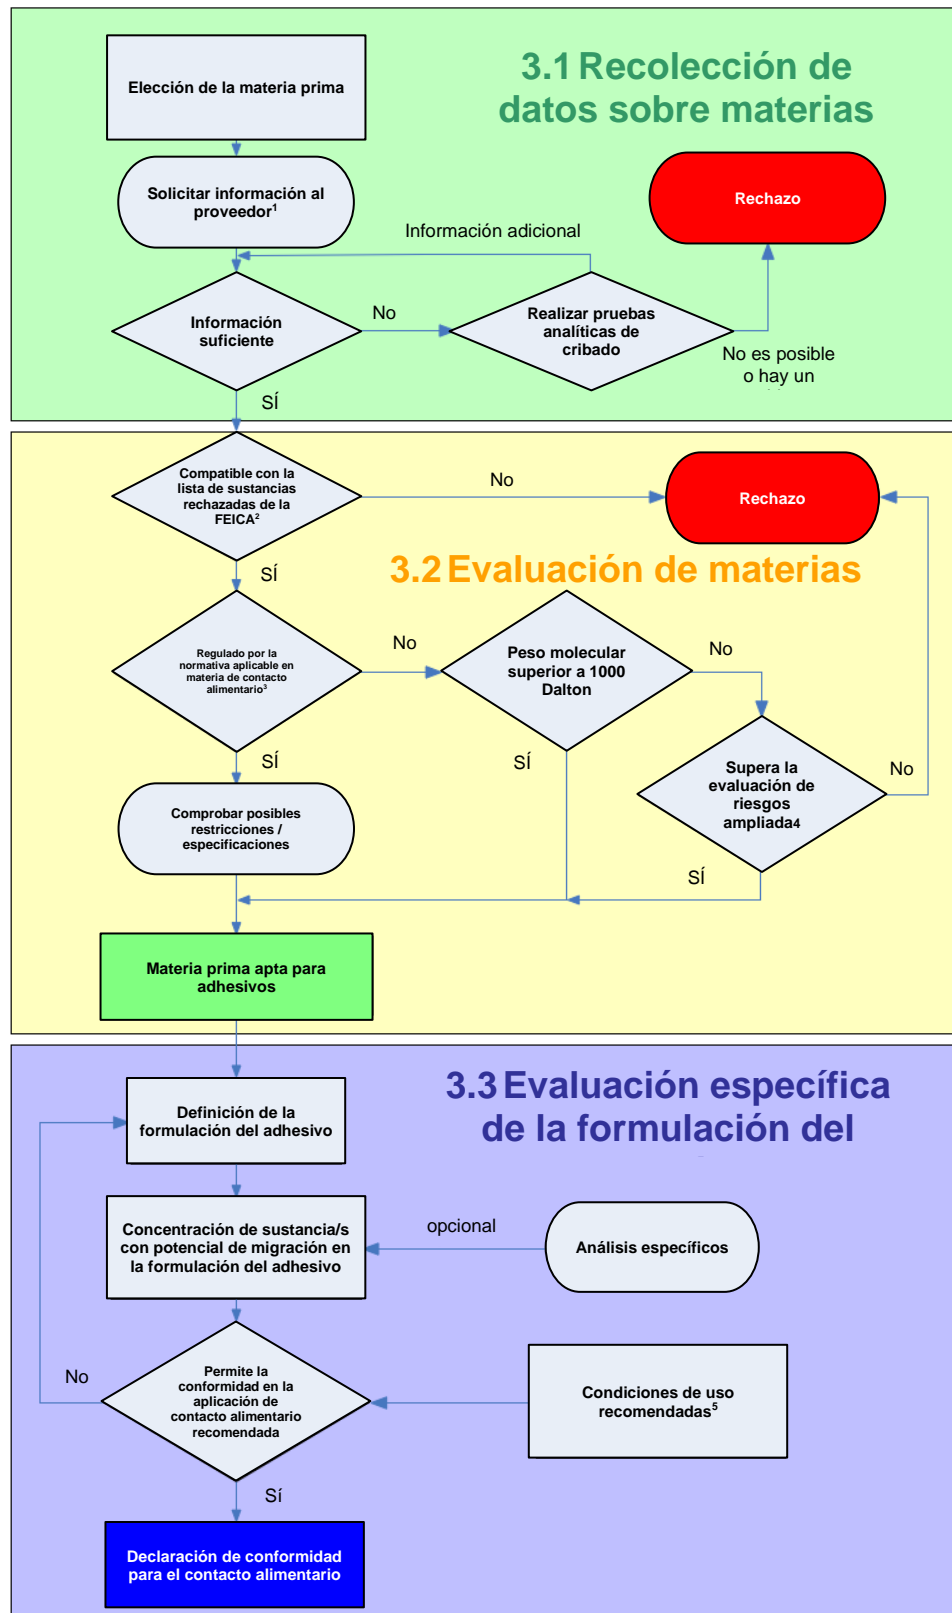 3.1 Recolección de
datos sobre materias
Elección de la materia prima
Solicitar información al
proveedor1
Rechazo
Información adicional
Información
suficiente
No
Realizar pruebas
analíticas de
cribado
No es posible
o hay un
SÍ
Compatible con la
lista de sustancias
rechazadas de la
FEICA2
No
Rechazo
SÍ
3.2 Evaluación de materias
Regulado por la
normativa aplicable en
materia de contacto
alimentario3
No
Peso molecular
superior a 1000
Dalton
No
SÍ
SÍ
Supera la
evaluación de
riesgos
ampliada4
No
Comprobar posibles
restricciones /
especificaciones
SÍ
Materia prima apta para
adhesivos
3.3 Evaluación específica
de la formulación del
Definición de la
formulación del adhesivo
Concentración de sustancia/s
con potencial de migración en
la formulación del adhesivo
opcional
Análisis específicos
No
Permite la
conformidad en la
aplicación de
contacto alimentario
recomendada
Condiciones de uso
recomendadas5
Sí
Declaración de conformidad
para el contacto alimentario